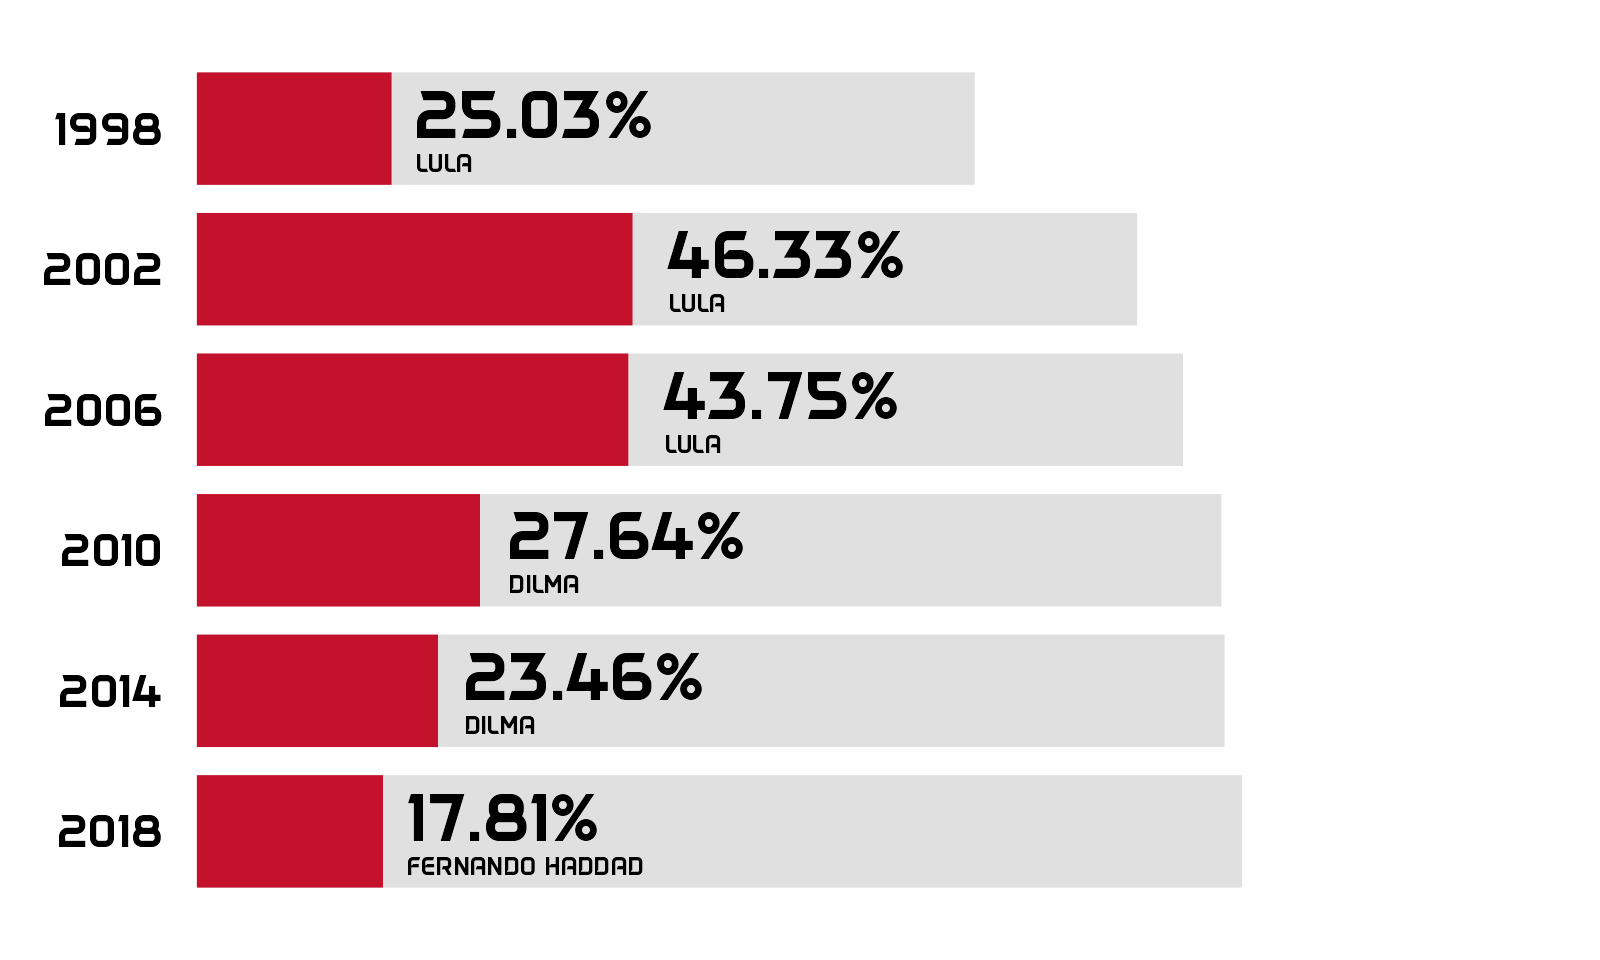 1998
25.03%
LULA
2002
46.33%
LULA
2006
43.75%
LULA
2010
27.64%
DILMA
2014
23.46%
DILMA
2018
17.81%
FERNANDO HADDAD